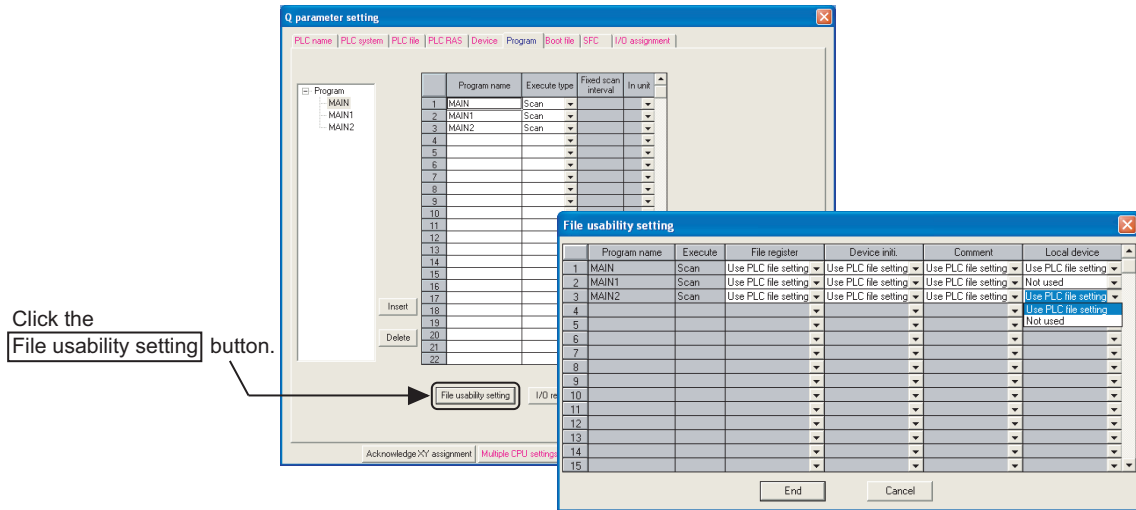 Q parameter setting
PLC name PLC system PLC file PLC RAS Device Program Boot file SFC I/O assignment
Program
MAIN
MAIN1
MAIN2
Program name Execute type Fixed scan interval In unit
1 MAIN Scan
2 MAIN1 Scan
3 MAIN2 Scan
4
5
6
7
8
9
10
11
12
13
14
15
16
17
18
19
20
21
22
Insert
Delete
File usability setting I/O re
Acknowledge XY assignment Multiple CPU settings
Click the
File usability setting button.
File usability setting
Program name Execute File register Device initi. Comment Local device
1 MAIN Scan Use PLC file setting Use PLC file setting Use PLC file setting Use PLC file setting
2 MAIN1 Scan Use PLC file setting Use PLC file setting Use PLC file setting Not used
3 MAIN2 Scan Use PLC file setting Use PLC file setting Use PLC file setting Use PLC file setting
4 Use PLC file setting
5 Not used
6
7
8
9
10
11
12
13
14
15
End Cancel